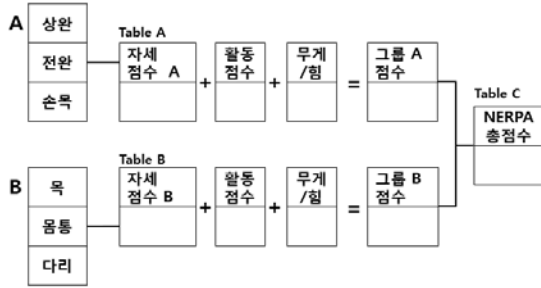 A
상완
전완
손목
Table A
자세
점수 A
+
활동
점수
+
무게
/힘
=
그룹 A
점수
Table C
NERPA
총점수
B
목
몸통
다리
Table B
자세
점수 B
+
활동
점수
+
무게
/힘
=
그룹 B
점수